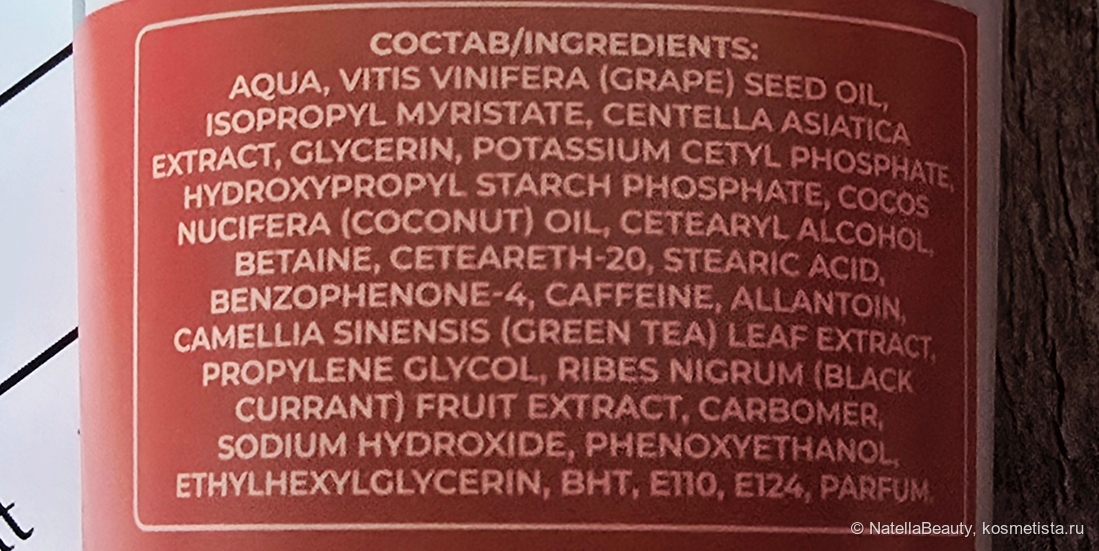 СОСТАВ/INGREDIENTS:
AQUA, VITIS VINIFERA (GRAPE) SEED OIL,
ISOPROPYL MYRISTATE, CENTELLA ASIATICA
EXTRACT, GLYCERIN, POTASSIUM CETYL PHOSPHATE,
HYDROXYPROPYL STARCH PHOSPHATE, COCOS
NUCIFERA (COCONUT) OIL, CETEARYL ALCOHOL,
BETAINE, CETEARETH-20, STEARIC ACID,
BENZOPHENONE-4, CAFFEINE, ALLANTOIN,
CAMELLIA SINENSIS (GREEN TEA) LEAF EXTRACT,
PROPYLENE GLYCOL, RIBES NIGRUM (BLACK
CURRANT) FRUIT EXTRACT, CARBOMER,
SODIUM HYDROXIDE, PHENOXYETHANOL,
ETHYLHEXYLGLYCERIN, BHT, E110, E124, PARFUM.
© NatellaBeauty, kosmetista.ru